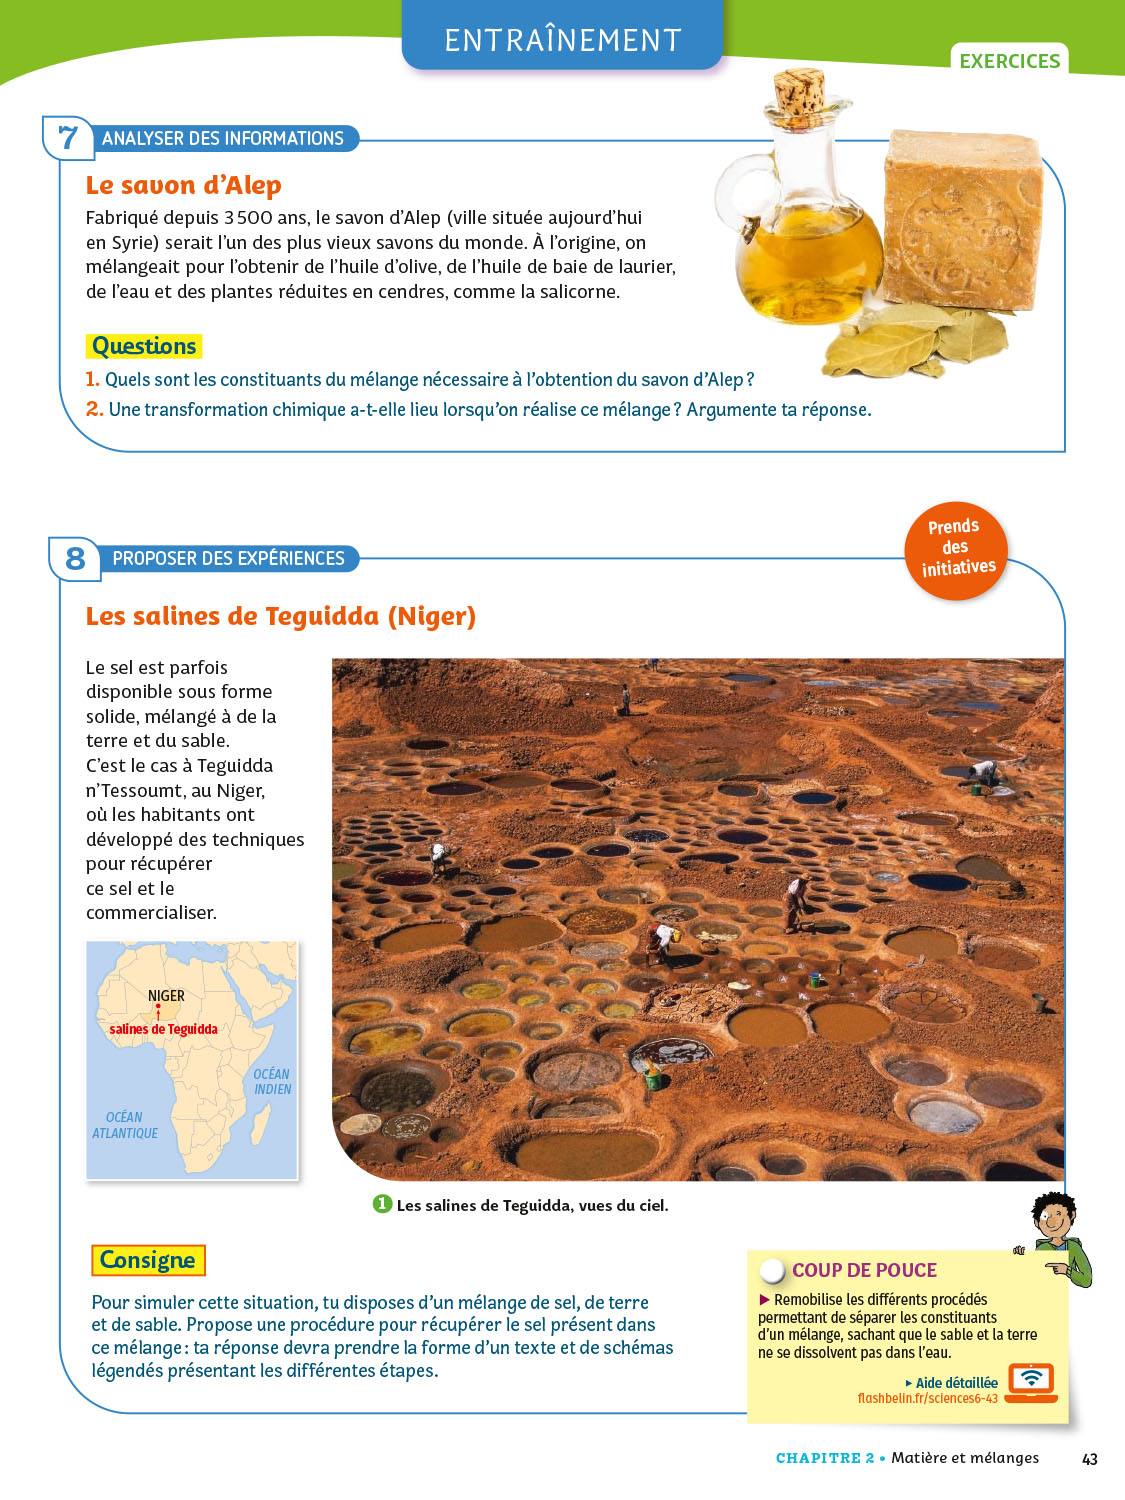 ENTRAÎNEMENT
EXERCICES
7
ANALYSER DES INFORMATIONS
Le savon d’Alep
Fabriqué depuis 3 500 ans, le savon d’Alep (ville située aujourd’hui
en Syrie) serait l’un des plus vieux savons du monde. À l’origine, on
mélangeait pour l’obtenir de l’huile d’olive, de l’huile de baie de laurier,
de l’eau et des plantes réduites en cendres, comme la salicorne.
Questions
1. Quels sont les constituants du mélange nécessaire à l’obtention du savon d’Alep ?
2. Une transformation chimique a-t-elle lieu lorsqu’on réalise ce mélange ? Argumente ta réponse.
8
PROPOSER DES EXPÉRIENCES
Prends
des
initiatives
Les salines de Teguidda (Niger)
Le sel est parfois
disponible sous forme
solide, mélangé à de la
terre et du sable.
C’est le cas à Teguidda
n’Tessoumt, au Niger,
où les habitants ont
développé des techniques
pour récupérer
ce sel et le
commercialiser.
NIGER
salines de Teguidda
OCÉAN
INDIEN
OCÉAN
ATLANTIQUE
1 Les salines de Teguidda, vues du ciel.
Consigne
Pour simuler cette situation, tu disposes d’un mélange de sel, de terre
et de sable. Propose une procédure pour récupérer le sel présent dans
ce mélange : ta réponse devra prendre la forme d’un texte et de schémas
légendés présentant les différentes étapes.
COUP DE POUCE
▶ Remobilise les différents procédés
permettant de séparer les constituants
d’un mélange, sachant que le sable et la terre
ne se dissolvent pas dans l’eau.
▸ Aide détaillée
flashbelin.fr/sciences6-43
CHAPITRE 2 • Matière et mélanges
43